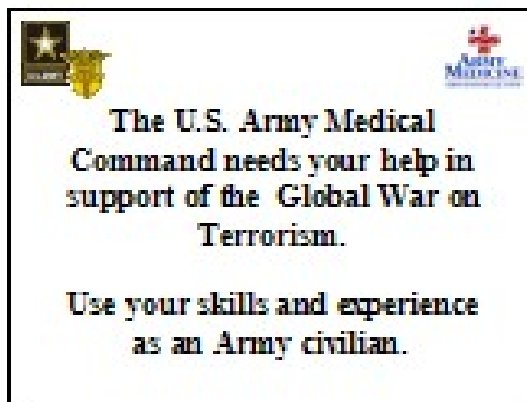 ARMY MEDICINE
The U.S. Army Medical
Command needs your help in
support of the Global War on
Terrorism.
Use your skills and experience
as an Army civilian.